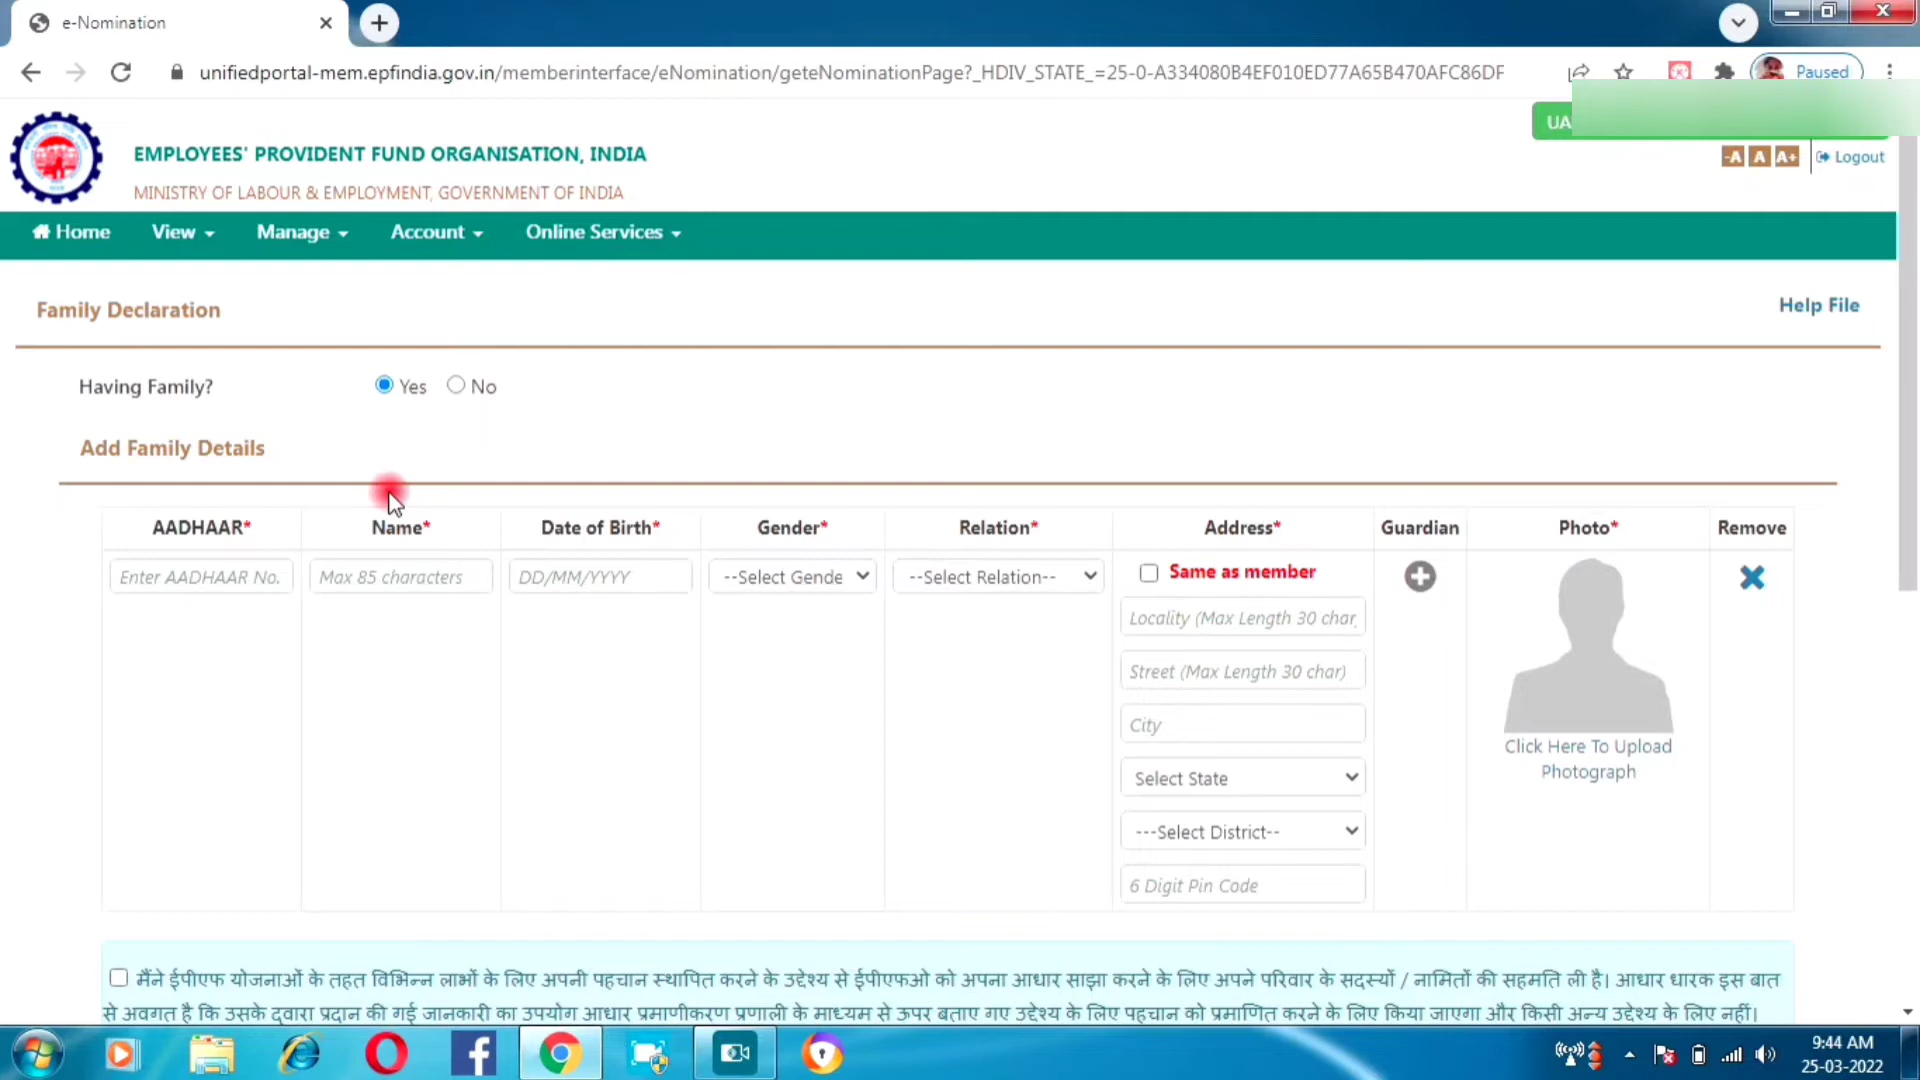 e-Nomination
unifiedportal-mem.epfindia.gov.in/memberinterface/eNomination/geteNominationPage?_HDIV_STATE_=25-0-A334080B4EF010ED77A65B470AFC86DF
Paused
EMPLOYEES' PROVIDENT FUND ORGANISATION, INDIA
MINISTRY OF LABOUR & EMPLOYMENT, GOVERNMENT OF INDIA
UA
-A A A+ Logout
Home View Manage Account Online Services
Family Declaration
Help File
Having Family? Yes No
Add Family Details
AADHAAR* Name* Date of Birth* Gender* Relation* Address* Guardian Photo* Remove
Enter AADHAAR No. Max 85 characters DD/MM/YYYY --Select Gende --Select Relation-- Same as member
Locality (Max Length 30 char
Street (Max Length 30 char)
City
Select State
---Select District--
6 Digit Pin Code
Click Here To Upload
Photograph
मैंने ईपीएफ योजनाओं के तहत विभिन्न लाभों के लिए अपनी पहचान स्थापित करने के उद्देश्य से ईपीएफओ को अपना आधार साझा करने के लिए अपने परिवार के सदस्यों / नामितों की सहमति ली है। आधार धारक इस बात
से अवगत है कि उसके द्वारा प्रदान की गई जानकारी का उपयोग आधार प्रमाणीकरण प्रणाली के माध्यम से ऊपर बताए गए उद्देश्य के लिए पहचान को प्रमाणित करने के लिए किया जाएगा और किसी अन्य उद्देश्य के लिए नहीं।
9:44 AM
25-03-2022